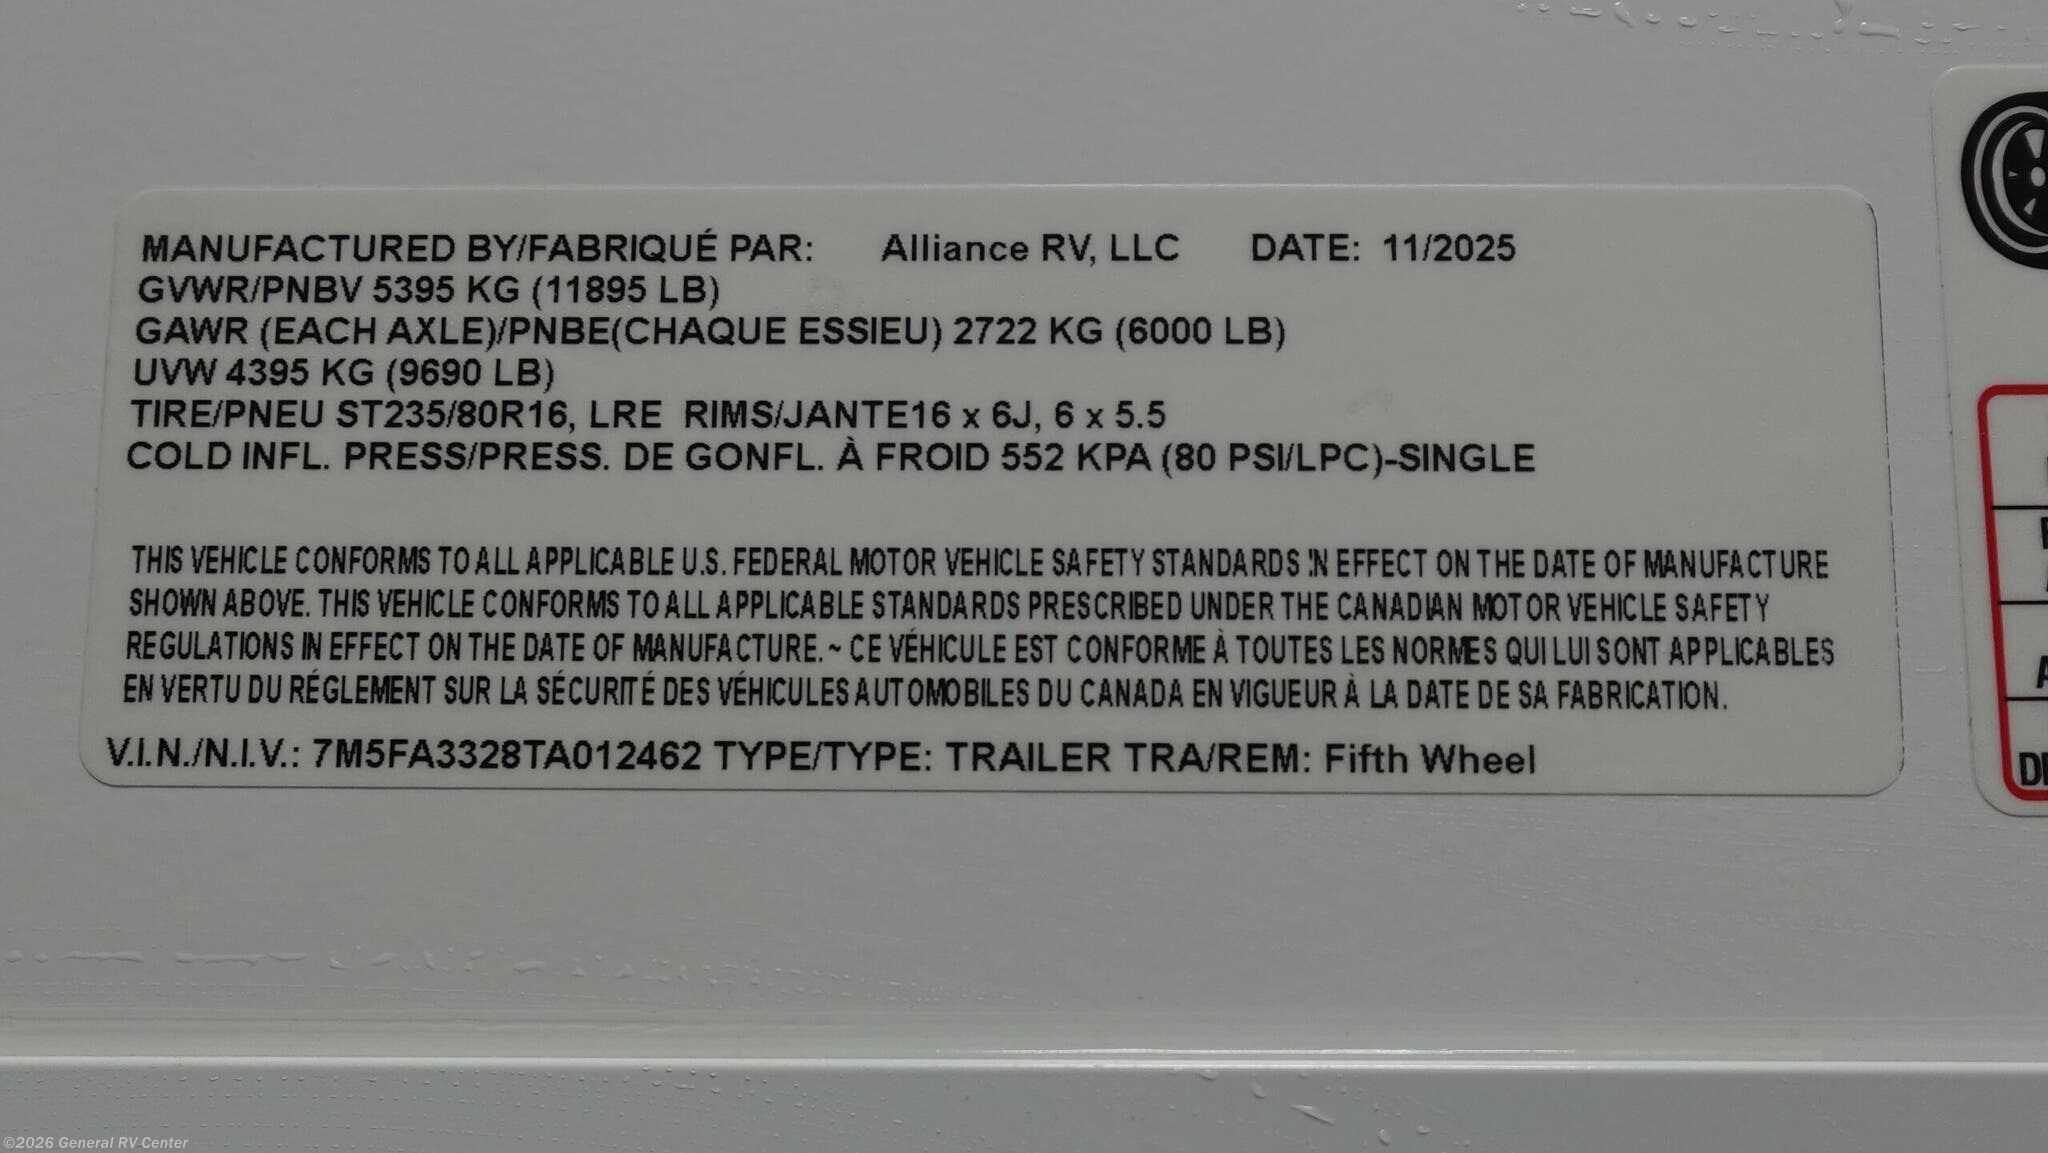 MANUFACTURED BY/FABRIQUÉ PAR: Alliance RV, LLC DATE: 11/2025
GVWR/PNBV 5395 KG (11895 LB)
GAWR (EACH AXLE)/PNBE(CHAQUE ESSIEU) 2722 KG (6000 LB)
UVW 4395 KG (9690 LB)
TIRE/PNEU ST235/80R16, LRE RIMS/JANTE16 x 6J, 6 x 5.5
COLD INFL. PRESS/PRESS. DE GONFL. À FROID 552 KPA (80 PSI/LPC)-SINGLE
THIS VEHICLE CONFORMS TO ALL APPLICABLE U.S. FEDERAL MOTOR VEHICLE SAFETY STANDARDS IN EFFECT ON THE DATE OF MANUFACTURE
SHOWN ABOVE. THIS VEHICLE CONFORMS TO ALL APPLICABLE STANDARDS PRESCRIBED UNDER THE CANADIAN MOTOR VEHICLE SAFETY
REGULATIONS IN EFFECT ON THE DATE OF MANUFACTURE. ~ CE VÉHICULE EST CONFORME À TOUTES LES NORMES QUI LUI SONT APPLICABLES
EN VERTU DU RÉGLEMENT SUR LA SÉCURITÉ DES VÉHICULES AUTOMOBILES DU CANADA EN VIGUEUR À LA DATE DE SA FABRICATION.
V.I.N./N.I.V.: 7M5FA3328TA012462 TYPE/TYPE: TRAILER TRA/REM: Fifth Wheel
©2026 General RV Center